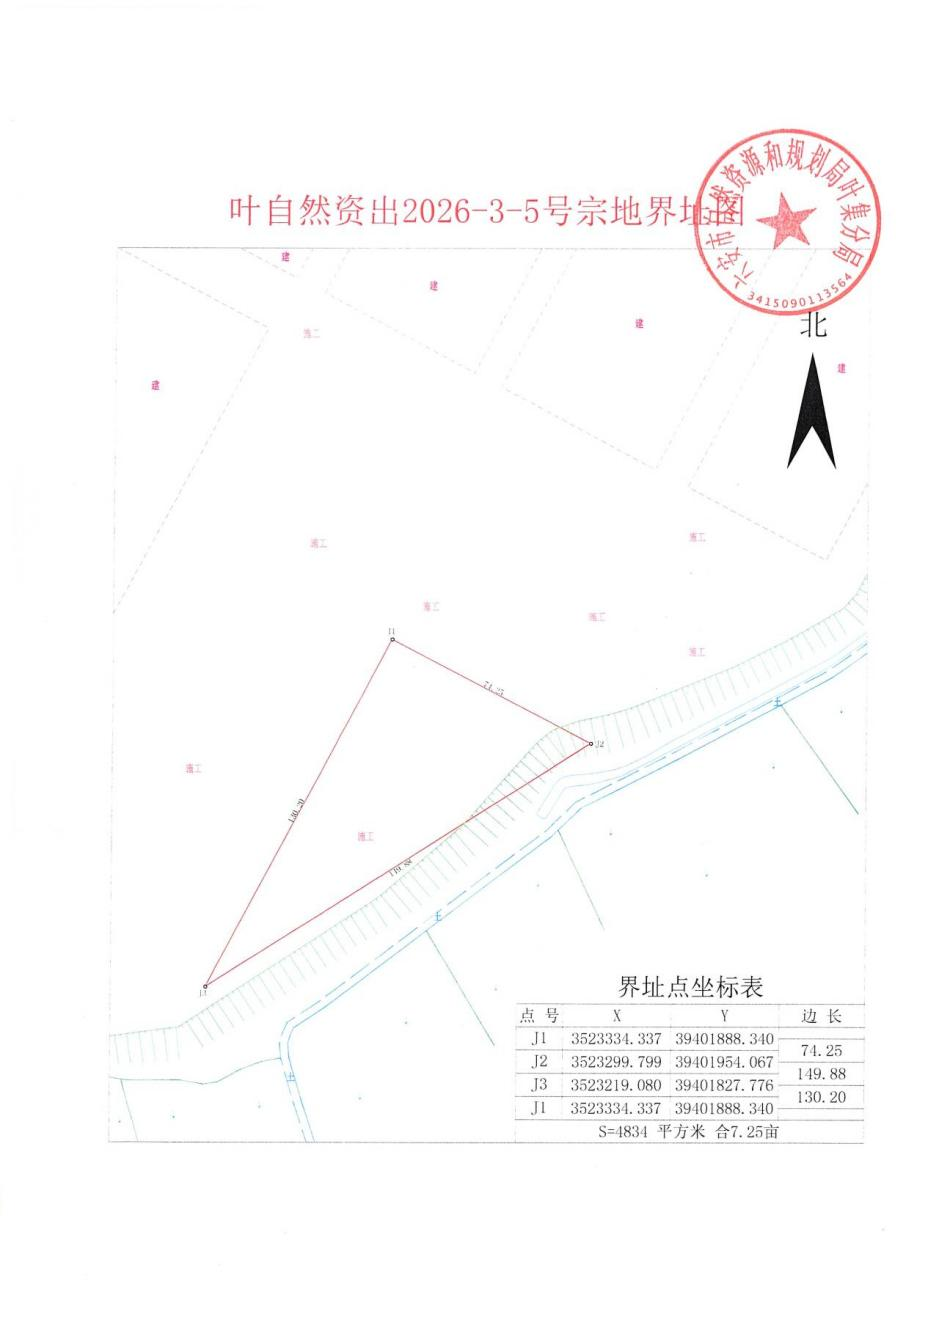 叶自然资出2026-3-5号宗地界址图
六安市自然资源和规划局叶集分局
3415090113564
北
建
建
建
建
建
施工
施工
施工
施工
施工
施工
施工
J1
74.25
J2
130.20
施工
149.88
J3
土
土
土
界址点坐标表
点 号 X Y 边 长
J1 3523334.337 39401888.340
74.25
J2 3523299.799 39401954.067
149.88
J3 3523219.080 39401827.776
130.20
J1 3523334.337 39401888.340
S=4834 平方米 合7.25亩